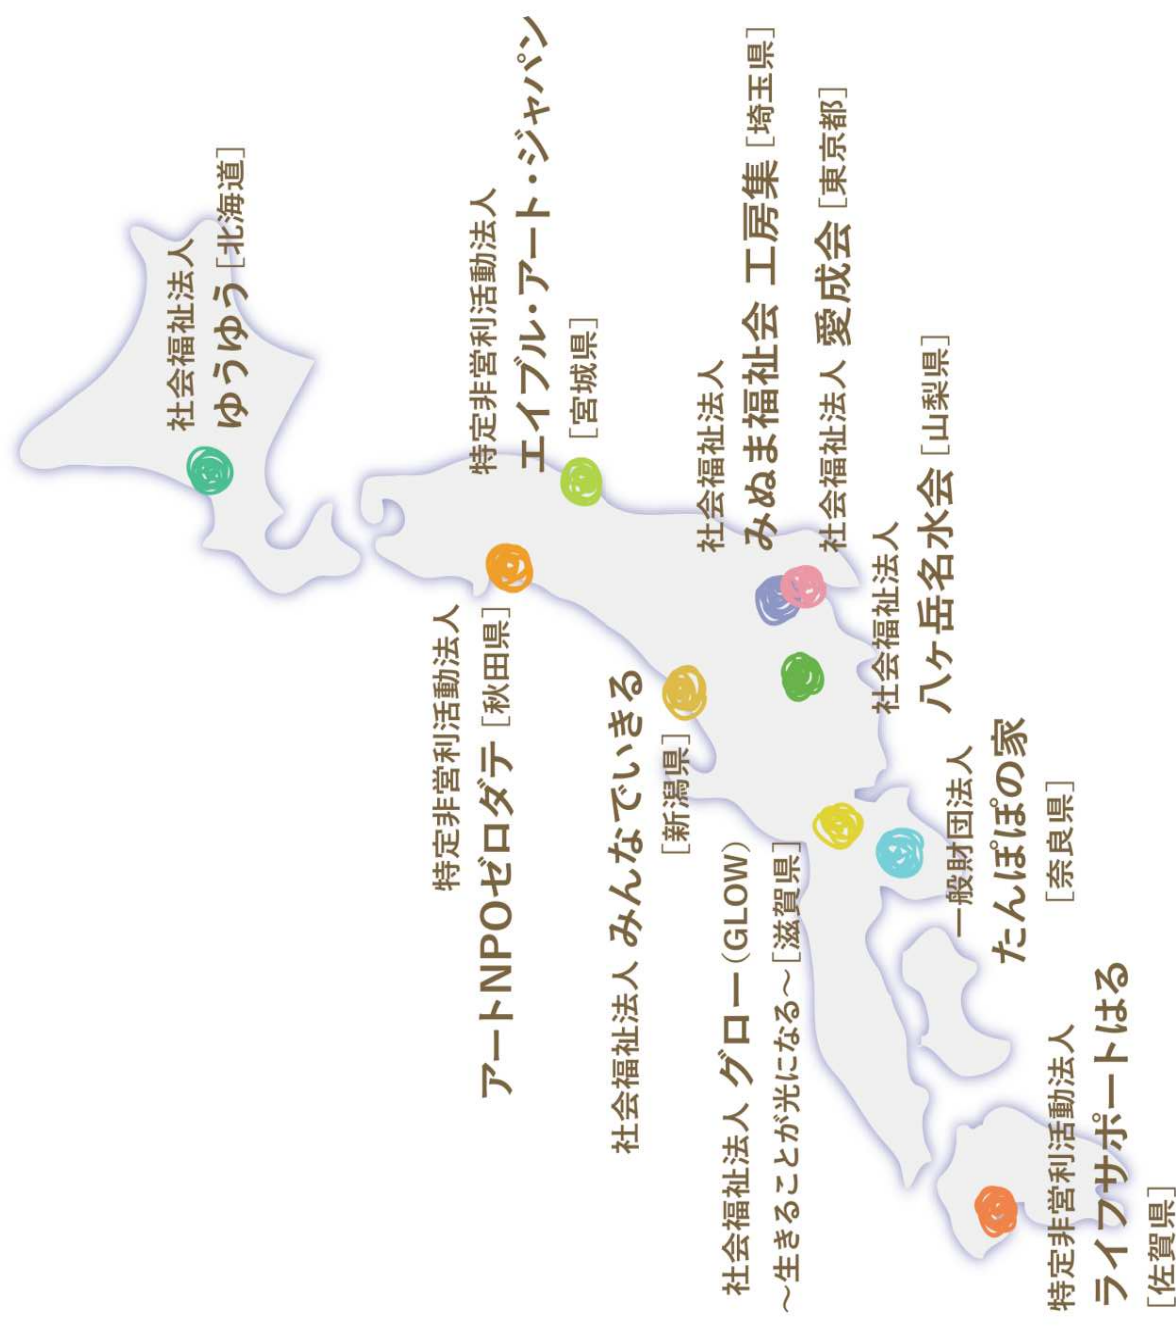 社会福祉法人
ゆうゆう [北海道]
特定非営利活動法人
エイブル・アート・ジャパン
[宮城県]
特定非営利活動法人
アートNPOゼロダテ [秋田県]
社会福祉法人 みんなでいきる
[新潟県]
社会福祉法人
みぬま福祉会 工房集 [埼玉県]
社会福祉法人 愛成会 [東京都]
社会福祉法人
八ヶ岳名水会 [山梨県]
社会福祉法人 グロー(GLOW)
~生きることが光になる~[滋賀県]
一般財団法人
たんぽぽの家
[奈良県]
特定非営利活動法人
ライフサポートはる
[佐賀県]